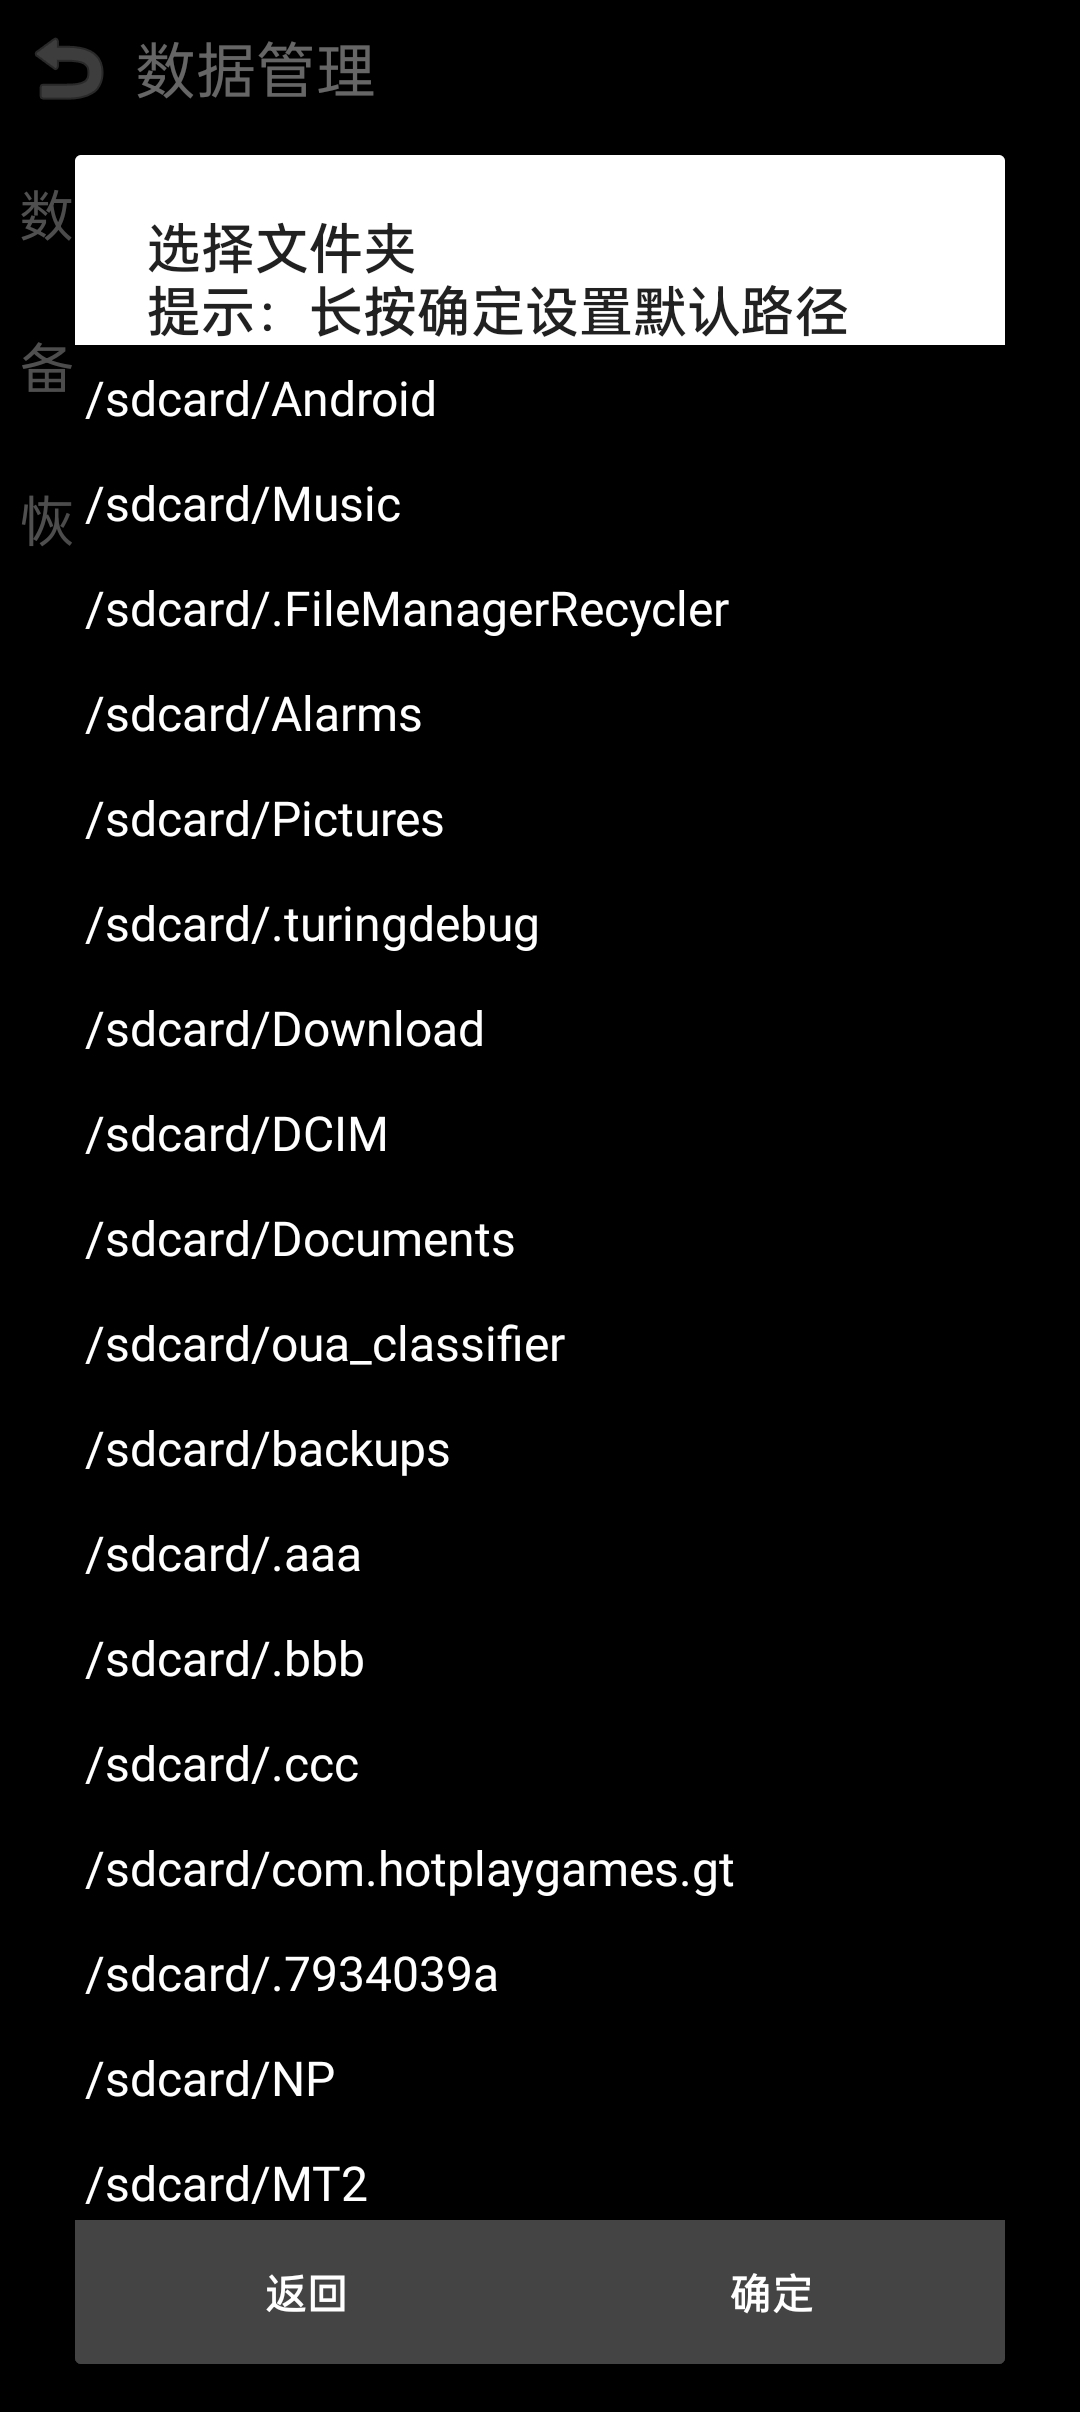 数据管理
数
选择文件夹
提示：长按确定设置默认路径
备
/sdcard/Android
/sdcard/Music
恢
/sdcard/.FileManagerRecycler
/sdcard/Alarms
/sdcard/Pictures
/sdcard/.turingdebug
/sdcard/Download
/sdcard/DCIM
/sdcard/Documents
/sdcard/oua_classifier
/sdcard/backups
/sdcard/.aaa
/sdcard/.bbb
/sdcard/.ccc
/sdcard/com.hotplaygames.gt
/sdcard/.7934039a
/sdcard/NP
/sdcard/MT2
返回 确定